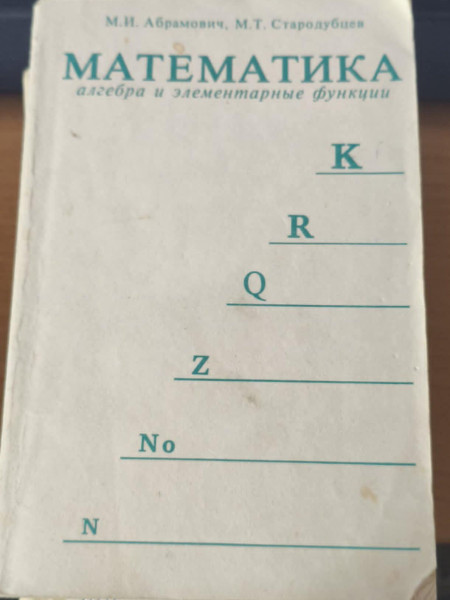 М.И. Абрамович, М.Т. Стародубцев
МАТЕМАТИКА
алгебра и элементарные функции
K
R
Q
Z
No
N